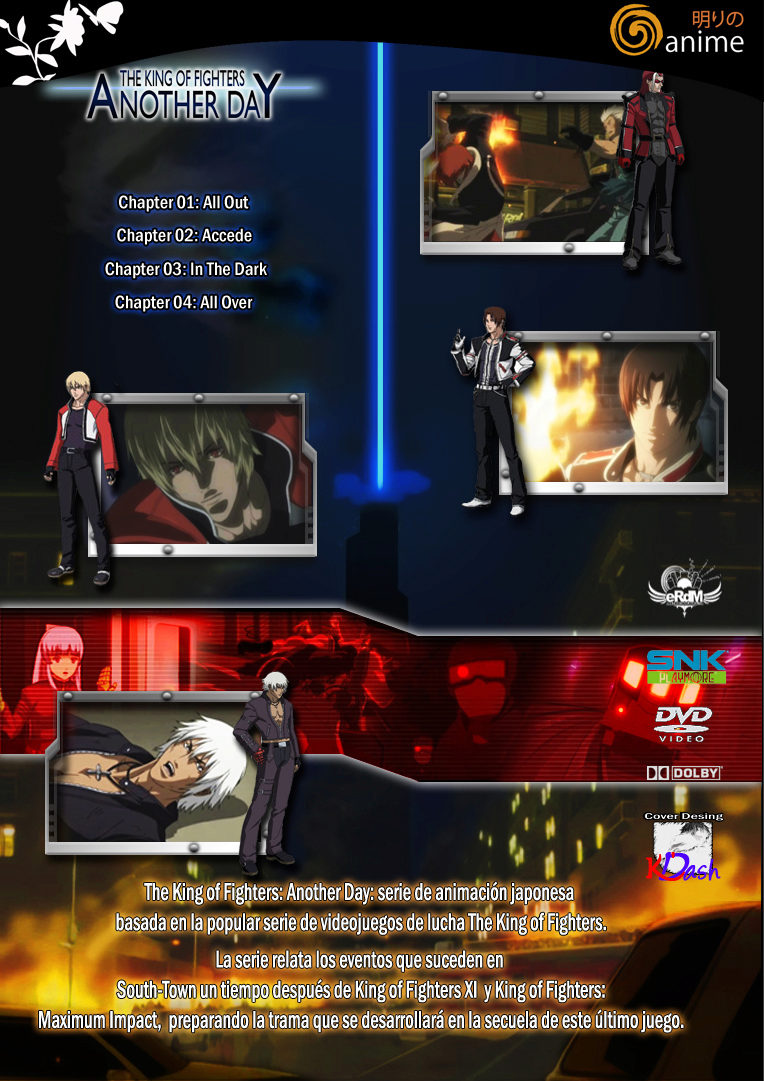 明りの
anime
THE KING OF FIGHTERS
ANOTHER DAY
Chapter 01: All Out
Chapter 02: Accede
Chapter 03: In The Dark
Chapter 04: All Over
eRdM
SNK
PLAYMORE
DVD
VIDEO
DOLBY
Cover Desing
K'Dash
The King of Fighters: Another Day: serie de animación japonesa
basada en la popular serie de videojuegos de lucha The King of Fighters.
La serie relata los eventos que suceden en
South-Town un tiempo después de King of Fighters XI y King of Fighters:
Maximum Impact, preparando la trama que se desarrollará en la secuela de este último juego.